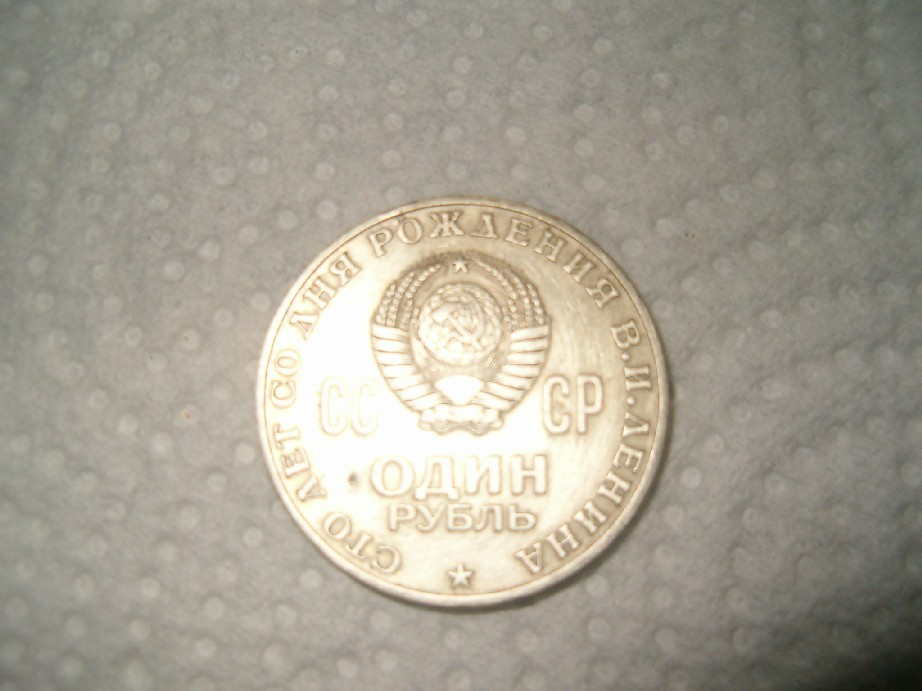 СТО ЛЕТ СО ДНЯ РОЖДЕНИЯ В.И.ЛЕНИНА
СС СР
ОДИН
РУБЛЬ